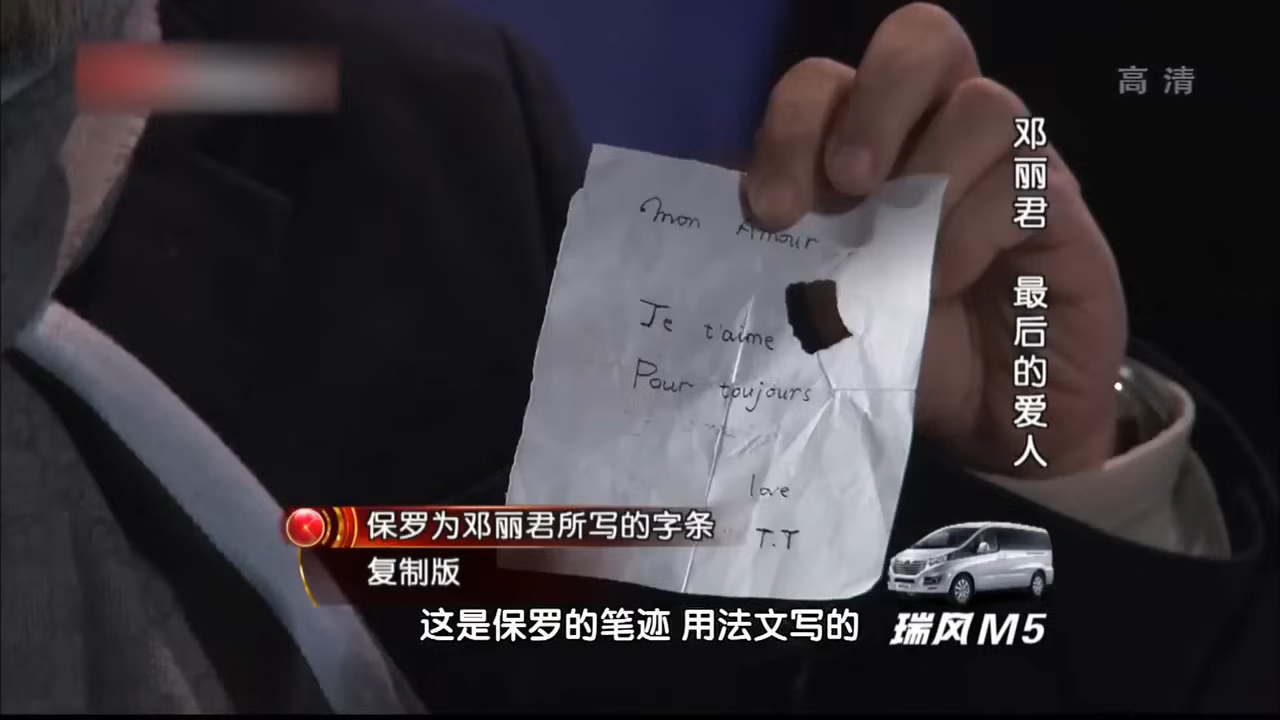 高清
邓丽君 最后的爱人
mon Amour
Je t'aime
Pour toujours
love
T.T
保罗为邓丽君所写的字条
复制版
这是保罗的笔迹 用法文写的
瑞风M5